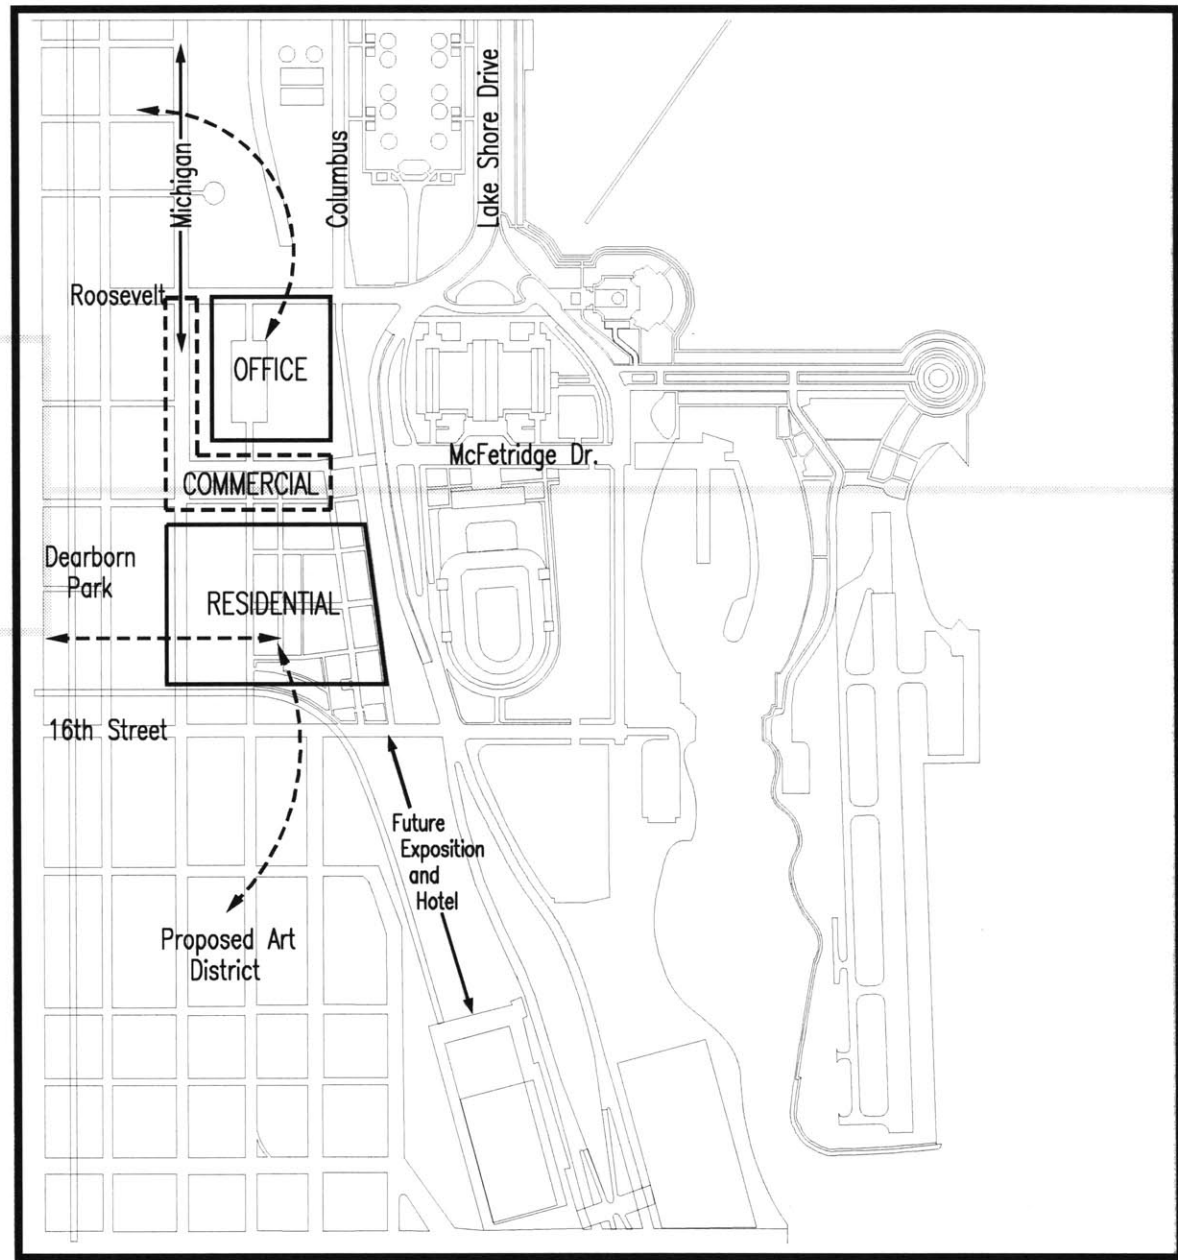 Michigan
Columbus
Lake Shore Drive
Roosevelt
OFFICE
McFetridge Dr.
COMMERCIAL
Dearborn
Park
RESIDENTIAL
16th Street
Future
Exposition
and
Hotel
Proposed Art
District